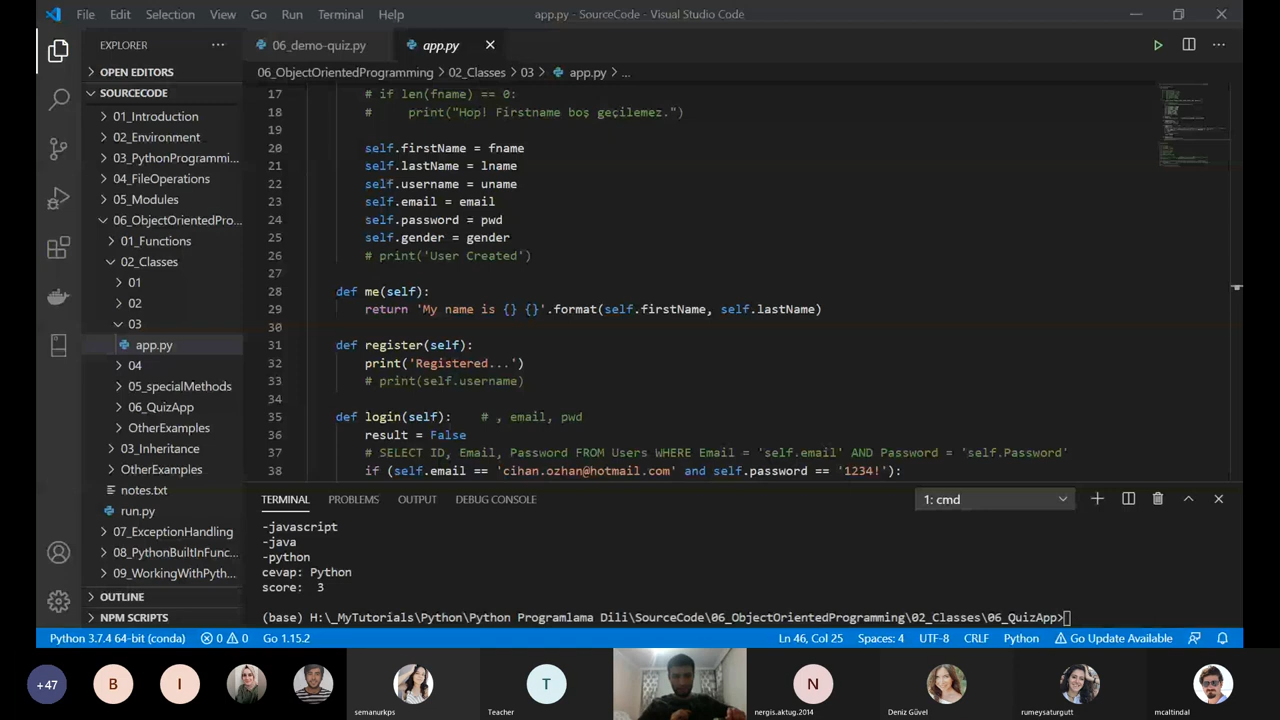 File Edit Selection View Go Run Terminal Help app.py - SourceCode - Visual Studio Code
EXPLORER
06_demo-quiz.py
app.py
OPEN EDITORS
06_ObjectOrientedProgramming > 02_Classes > 03 > app.py > ...
SOURCECODE
01_Introduction
02_Environment
03_PythonProgrammi...
04_FileOperations
05_Modules
06_ObjectOrientedPro...
01_Functions
02_Classes
01
02
03
app.py
04
05_specialMethods
06_QuizApp
OtherExamples
03_Inheritance
OtherExamples
notes.txt
run.py
07_ExceptionHandling
08_PythonBuiltInFunc...
09_WorkingWithPyth...
OUTLINE
NPM SCRIPTS
17 # if len(fname) == 0:
18 # print("Hop! Firstname boş geçilemez.")
19
20 self.firstName = fname
21 self.lastName = lname
22 self.username = uname
23 self.email = email
24 self.password = pwd
25 self.gender = gender
26 # print('User Created')
27
28 def me(self):
29 return 'My name is {} {}'.format(self.firstName, self.lastName)
30
31 def register(self):
32 print('Registered...')
33 # print(self.username)
34
35 def login(self): # , email, pwd
36 result = False
37 # SELECT ID, Email, Password FROM Users WHERE Email = 'self.email' AND Password = 'self.Password'
38 if (self.email == 'cihan.ozhan@hotmail.com' and self.password == '1234!'):
TERMINAL PROBLEMS OUTPUT DEBUG CONSOLE 1: cmd
-javascript
-java
-python
cevap: Python
score: 3
(base) H:\_MyTutorials\Python\Python Programlama Dili\SourceCode\06_ObjectOrientedProgramming\02_Classes\06_QuizApp>
Python 3.7.4 64-bit (conda) 0 0 Go 1.15.2 Ln 46, Col 25 Spaces: 4 UTF-8 CRLF Python Go Update Available
+47 B I T N
semanurkps Teacher nergis.aktug.2014 Deniz Güvel rumeysaturgutt mcaltindal